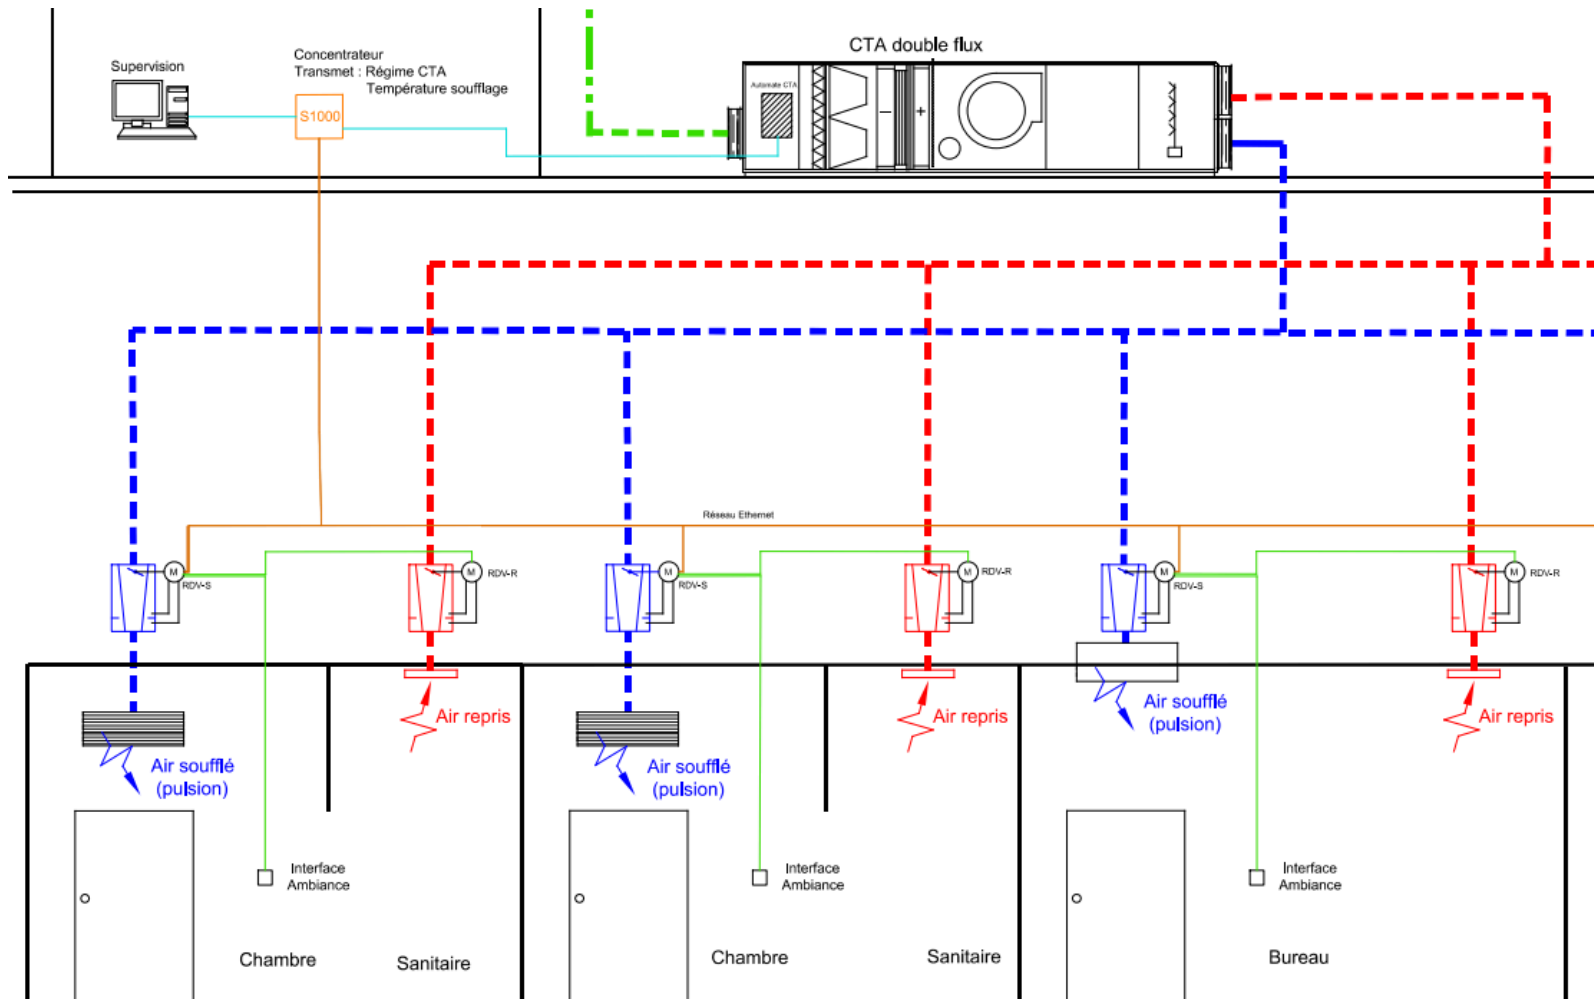 CTA double flux
Concentrateur
Transmet : Régime CTA
Température soufflage
Supervision
Automate CTA
S1000
−
+
Réseau Ethernet
M
RDV-S
M
RDV-R
M
RDV-S
M
RDV-R
M
RDV-S
M
RDV-R
Air repris
Air soufflé
(pulsion)
Air repris
Air soufflé
(pulsion)
Air soufflé
(pulsion)
Air repris
Interface
Ambiance
Interface
Ambiance
Interface
Ambiance
Chambre
Sanitaire
Chambre
Sanitaire
Bureau